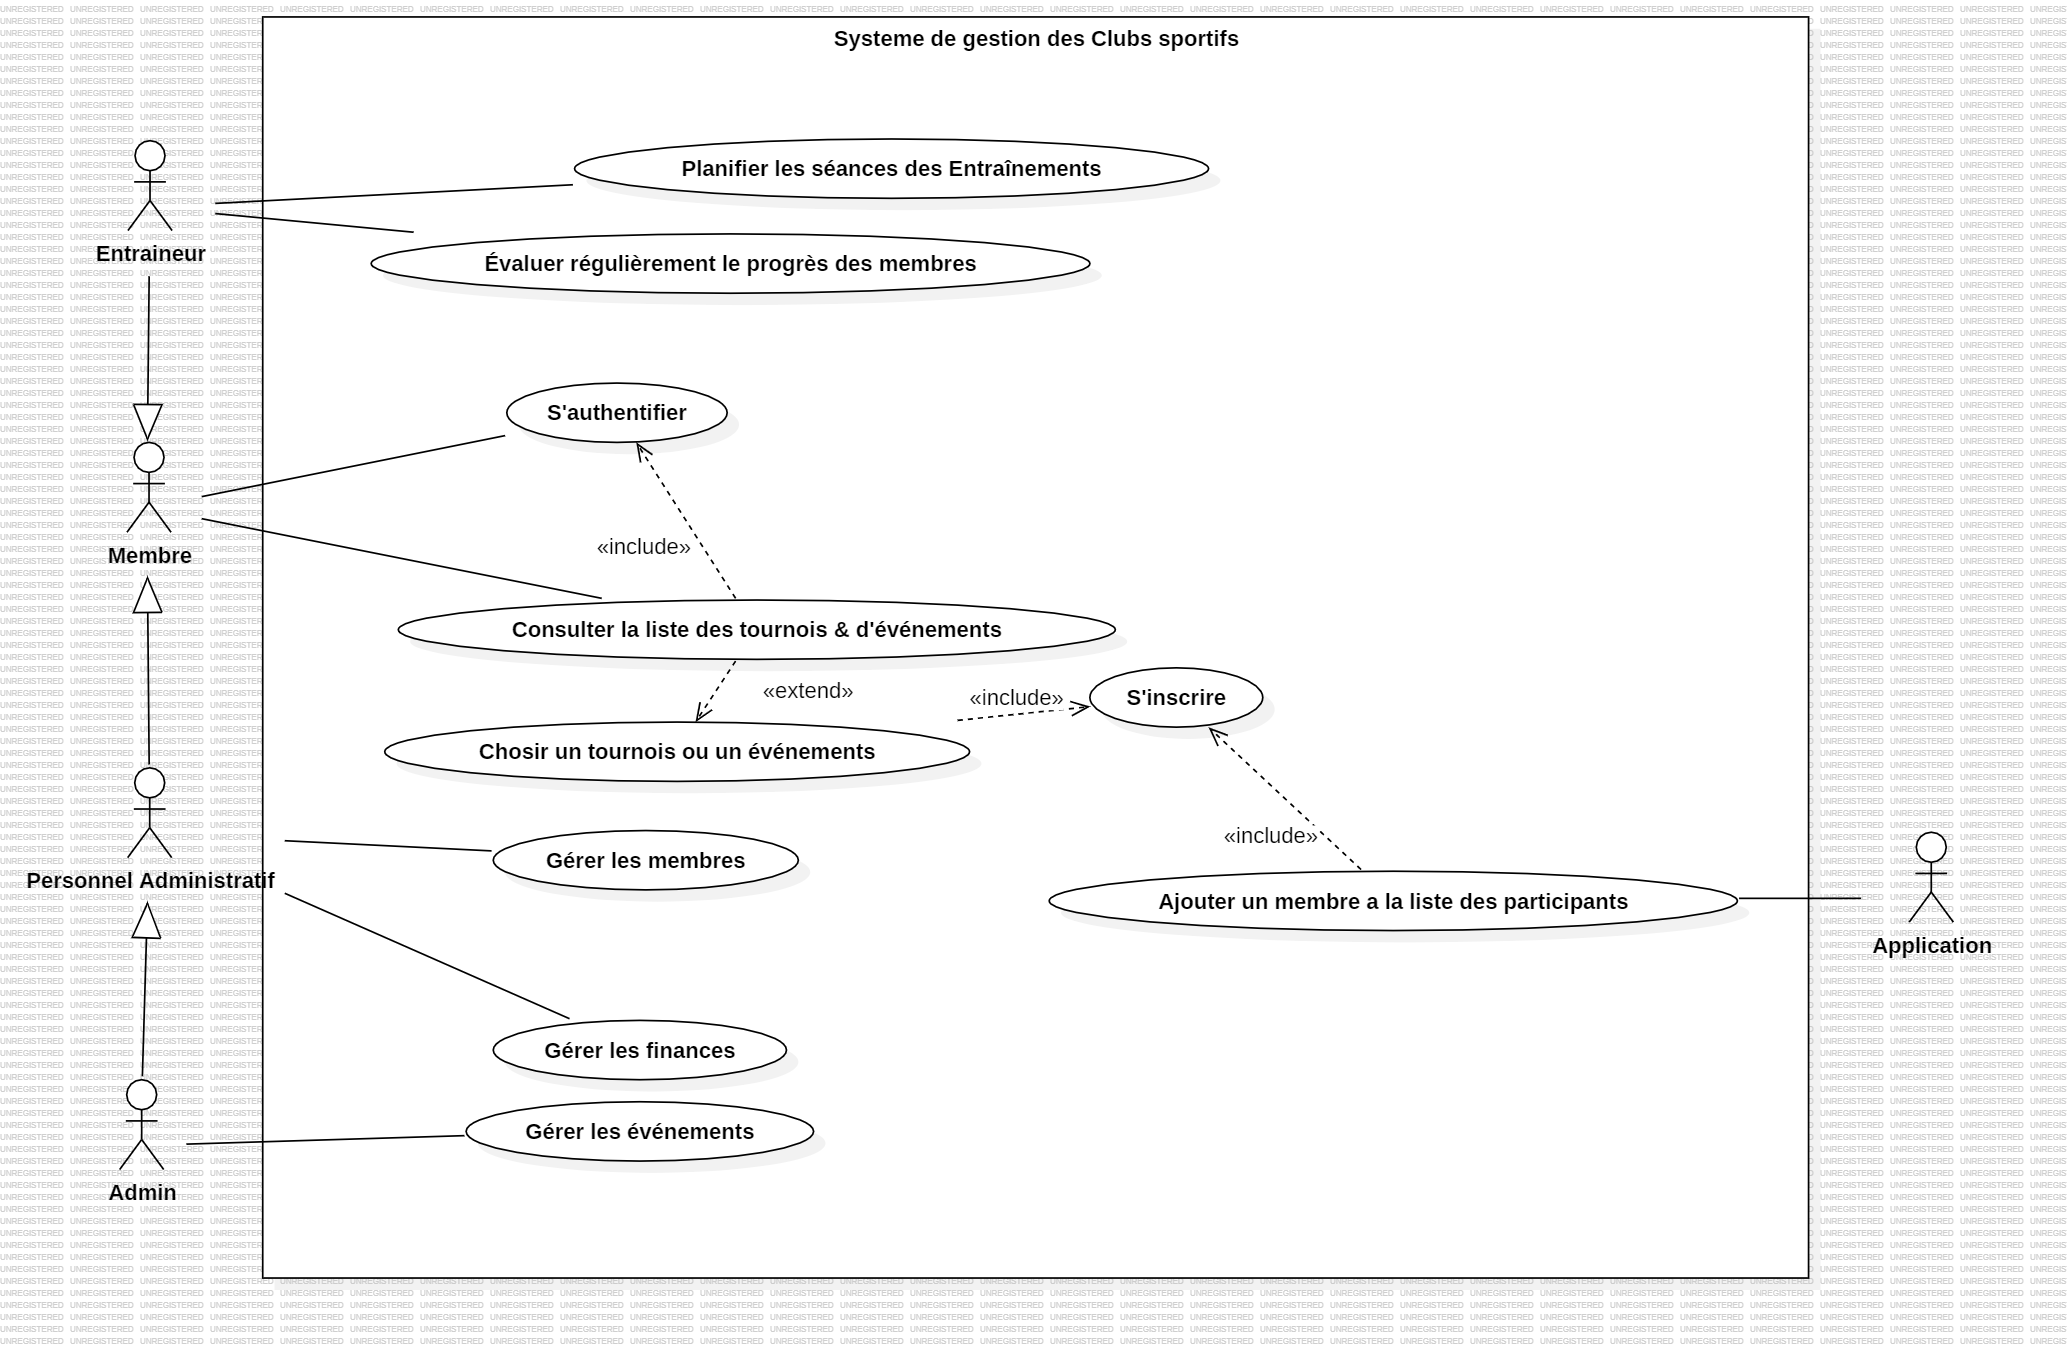 Systeme de gestion des Clubs sportifs
Planifier les séances des Entraînements
Entraineur
Évaluer régulièrement le progrès des membres
S'authentifier
«include»
Membre
Consulter la liste des tournois & d'événements
«extend»
«include»
S'inscrire
Chosir un tournois ou un événements
«include»
Gérer les membres
Personnel Administratif
Ajouter un membre a la liste des participants
Application
Gérer les finances
Gérer les événements
Admin
UNREGISTERED